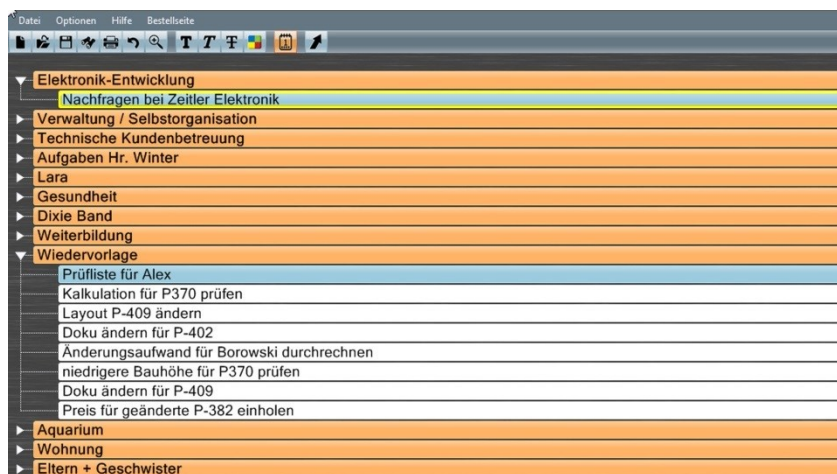 Datei Optionen Hilfe Bestellseite
T T T 1
Elektronik-Entwicklung
Nachfragen bei Zeitler Elektronik
Verwaltung / Selbstorganisation
Technische Kundenbetreuung
Aufgaben Hr. Winter
Lara
Gesundheit
Dixie Band
Weiterbildung
Wiedervorlage
Prüfliste für Alex
Kalkulation für P370 prüfen
Layout P-409 ändern
Doku ändern für P-402
Änderungsaufwand für Borowski durchrechnen
niedrigere Bauhöhe für P370 prüfen
Doku ändern für P-409
Preis für geänderte P-382 einholen
Aquarium
Wohnung
Eltern + Geschwister